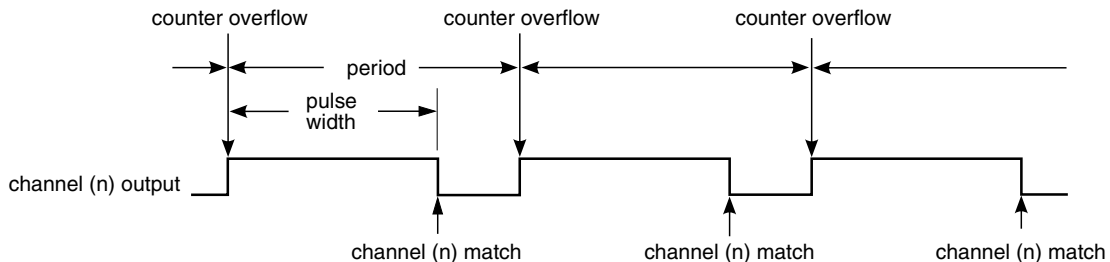 counter overflow counter overflow counter overflow
period
pulse
width
channel (n) output
channel (n) match channel (n) match channel (n) match